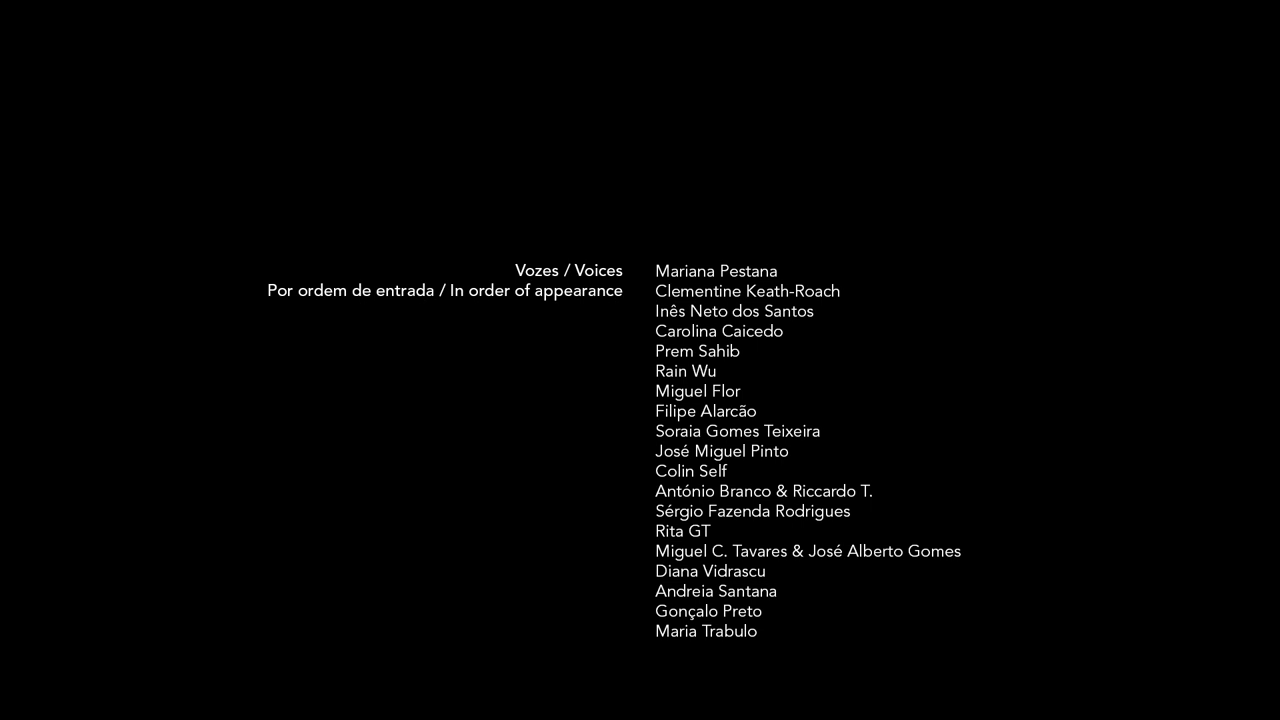 Vozes / Voices
Por ordem de entrada / In order of appearance
Mariana Pestana
Clementine Keath-Roach
Inês Neto dos Santos
Carolina Caicedo
Prem Sahib
Rain Wu
Miguel Flor
Filipe Alarcão
Soraia Gomes Teixeira
José Miguel Pinto
Colin Self
António Branco & Riccardo T.
Sérgio Fazenda Rodrigues
Rita GT
Miguel C. Tavares & José Alberto Gomes
Diana Vidrascu
Andreia Santana
Gonçalo Preto
Maria Trabulo